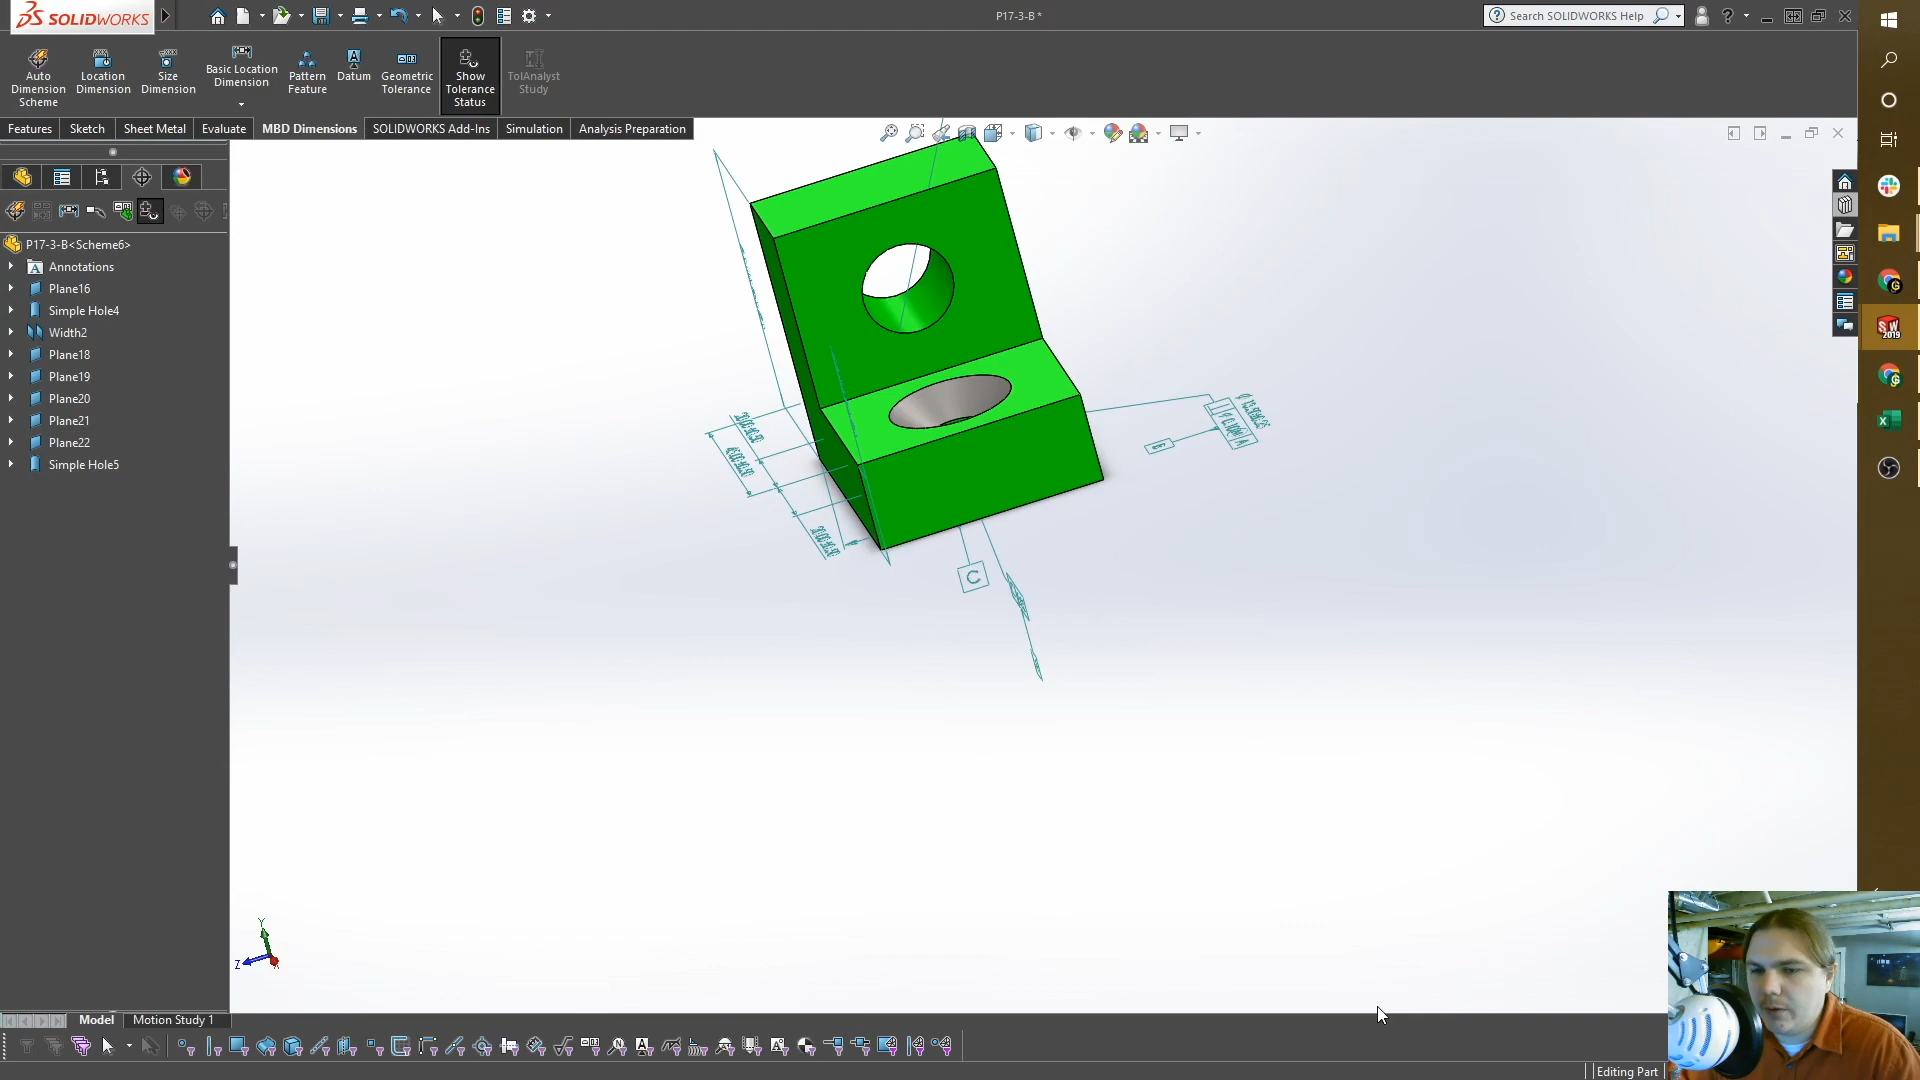 SOLIDWORKS
P17-3-B *
Search SOLIDWORKS Help
Auto Dimension Scheme
Location Dimension
Size Dimension
Basic Location Dimension
Pattern Feature
Datum
Geometric Tolerance
Show Tolerance Status
TolAnalyst Study
Features
Sketch
Sheet Metal
Evaluate
MBD Dimensions
SOLIDWORKS Add-Ins
Simulation
Analysis Preparation
P17-3-B<Scheme6>
Annotations
Plane16
Simple Hole4
Width2
Plane18
Plane19
Plane20
Plane21
Plane22
Simple Hole5
C
Y
Z
Model
Motion Study 1
Editing Part